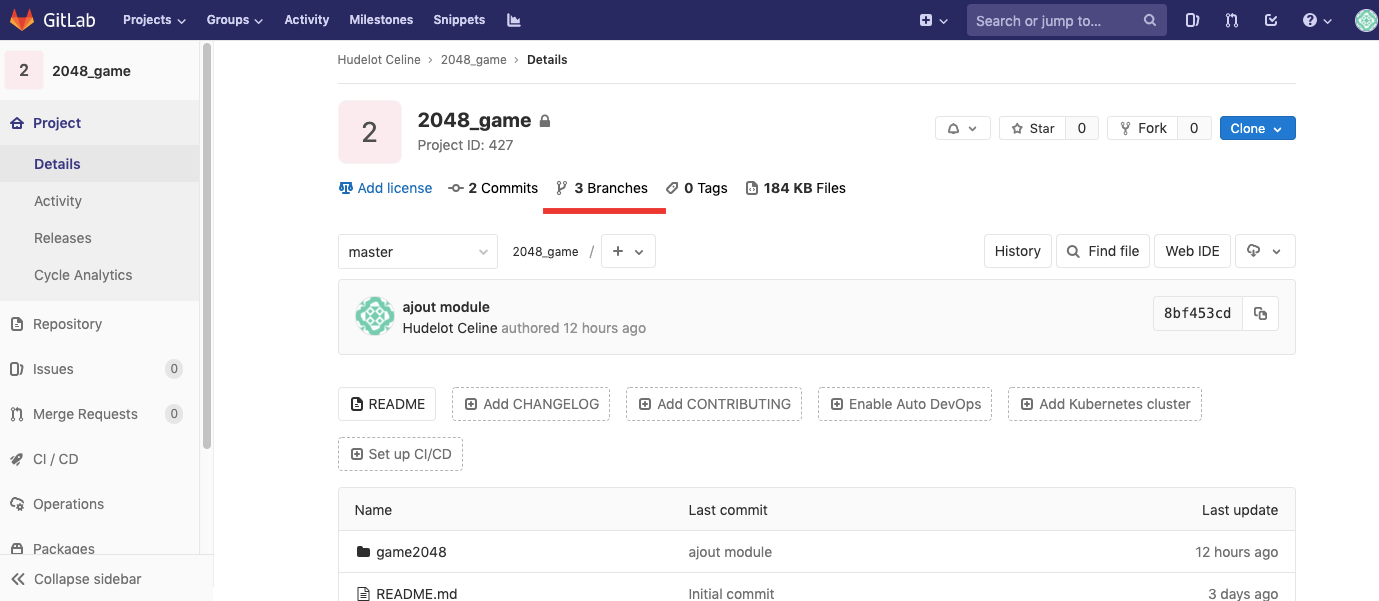 GitLab Projects Groups Activity Milestones Snippets Search or jump to...
2 2048_game
Project
Details
Activity
Releases
Cycle Analytics
Repository
Issues 0
Merge Requests 0
CI / CD
Operations
Packages
Collapse sidebar
Hudelot Celine › 2048_game › Details
2
2048_game
Project ID: 427
Star 0 Fork 0 Clone
Add license 2 Commits 3 Branches 0 Tags 184 KB Files
master 2048_game / + History Find file Web IDE
ajout module
Hudelot Celine authored 12 hours ago
8bf453cd
README Add CHANGELOG Add CONTRIBUTING Enable Auto DevOps Add Kubernetes cluster
Set up CI/CD
Name Last commit Last update
game2048 ajout module 12 hours ago
README.md Initial commit 3 days ago